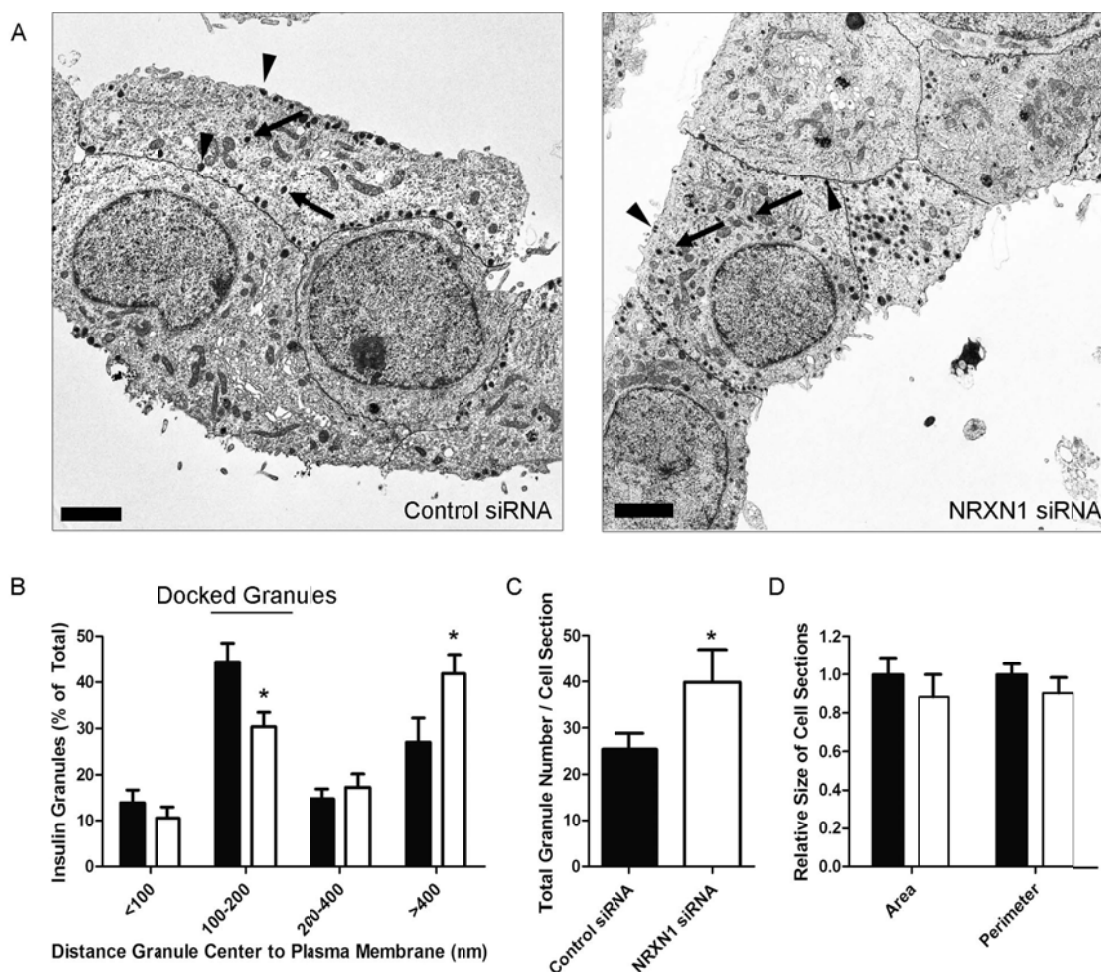 A
Control siRNA
NRXN1 siRNA
B
Docked Granules
Insulin Granules (% of Total)
50
40
30
20
10
0
*
*
<100
100-200
200-400
>400
Distance Granule Center to Plasma Membrane (nm)
C
Total Granule Number / Cell Section
50
40
30
20
10
0
*
Control siRNA
NRXN1 siRNA
D
Relative Size of Cell Sections
1.2
1.0
0.8
0.6
0.4
0.2
0.0
Area
Perimeter